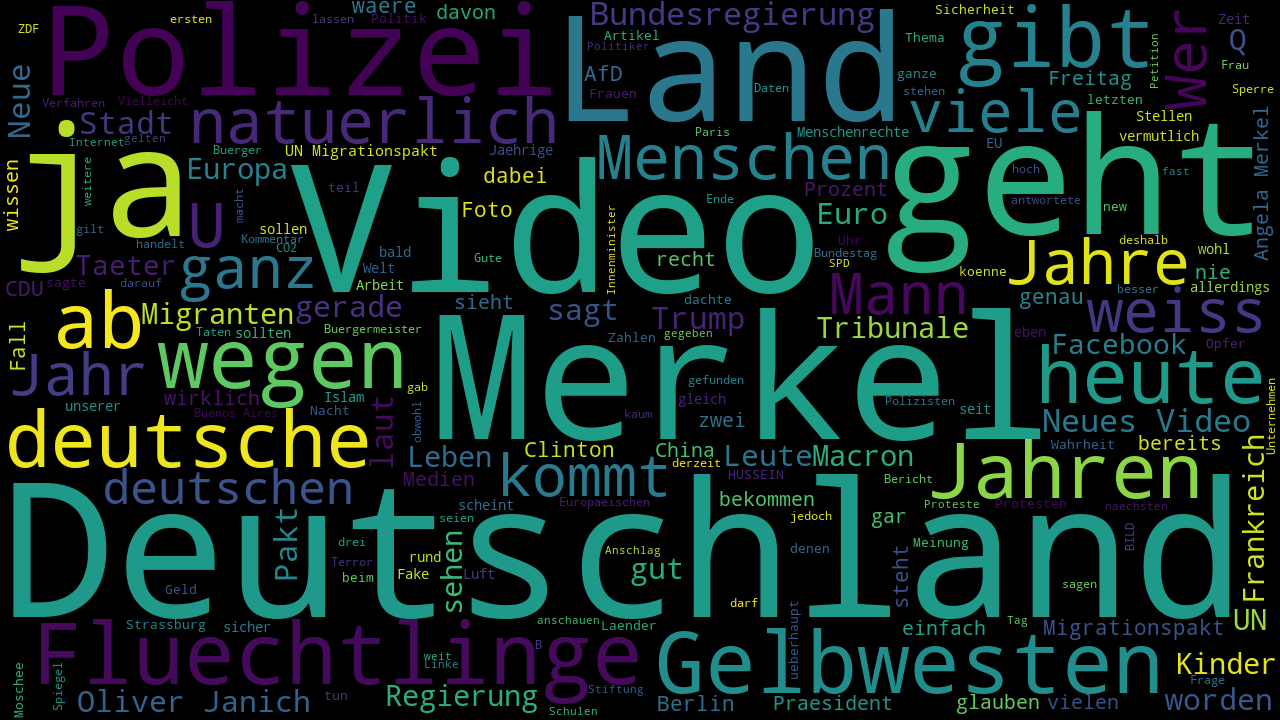 ZDF
ersten
lassen
Politik
waere
davon
Bundesregierung
Sicherheit
Zeit
Polizei
Land
gibt
Wer
Q
Artikel
Politiker
Thema
Petition
Frau
Neue
AfD
ganze
Freitag
Frauen
Daten
stehen
Sperre
Verfahren
Vielleicht
Stadt
natuerlich
viele
letzten
Stellen
vermutlich
Internet
gelten
Paris
Menschenrechte
EU
Angela Merkel
ja
Buerger
UN Migrationspakt
Jaehrige
Menschen
geht
wissen
weitere
Europa
dabei
hoch
fast
macht
teil
Prozent
antwortete
U
Video
Foto
Ende
Euro
new
gilt
sollen
Innenminister
handelt
Kommentar
CO2
Uhr
deshalb
Taeter
ganz
bald
Gute
recht
Bundestag
SPD
Jahre
wohl
CDU
sagte
darauf
Welt
Arbeit
koenne
nie
allerdings
Migranten
gerade
sieht
sagt
dachte
Mann
genau
besser
weiss
ab
Taten
sollten
Buergermeister
Trump
Tribunale
eben
Fall
Zahlen
gegeben
Facebook
Opfer
Jahr
wegen
Merkel
heute
wirklich
Islam
gab
gefunden
unserer
Buenos Aires
Nacht
obwohl
kaum
gleich
Polizisten
seit
Unternehmen
deutsche
laut
zwei
Neues Video
Clinton
China
Wahrheit
bereits
Leben
derzeit
Leute
Macron
Jahren
Frankreich
deutschen
Medien
kommt
HUSSEIN
Bericht
Deutschland
Pakt
scheint
Europaeischen
bekommen
Proteste
Protesten
naechsten
seien
jedoch
gar
BILD
drei
sehen
Anschlag
denen
Meinung
Terror
rund
beim
Fake
Luft
gut
steht
Geld
darf
sagen
Strassburg
sicher
anschauen
Laender
ueberhaupt
einfach
Tag
Migrationspakt
UN
Fluechtlinge
B
Gelbwesten
weit
Linke
Kinder
Moschee
Spiegel
Frage
Oliver Janich
tun
Regierung
Stiftung
Schulen
Berlin
Praesident
glauben
vielen
worden